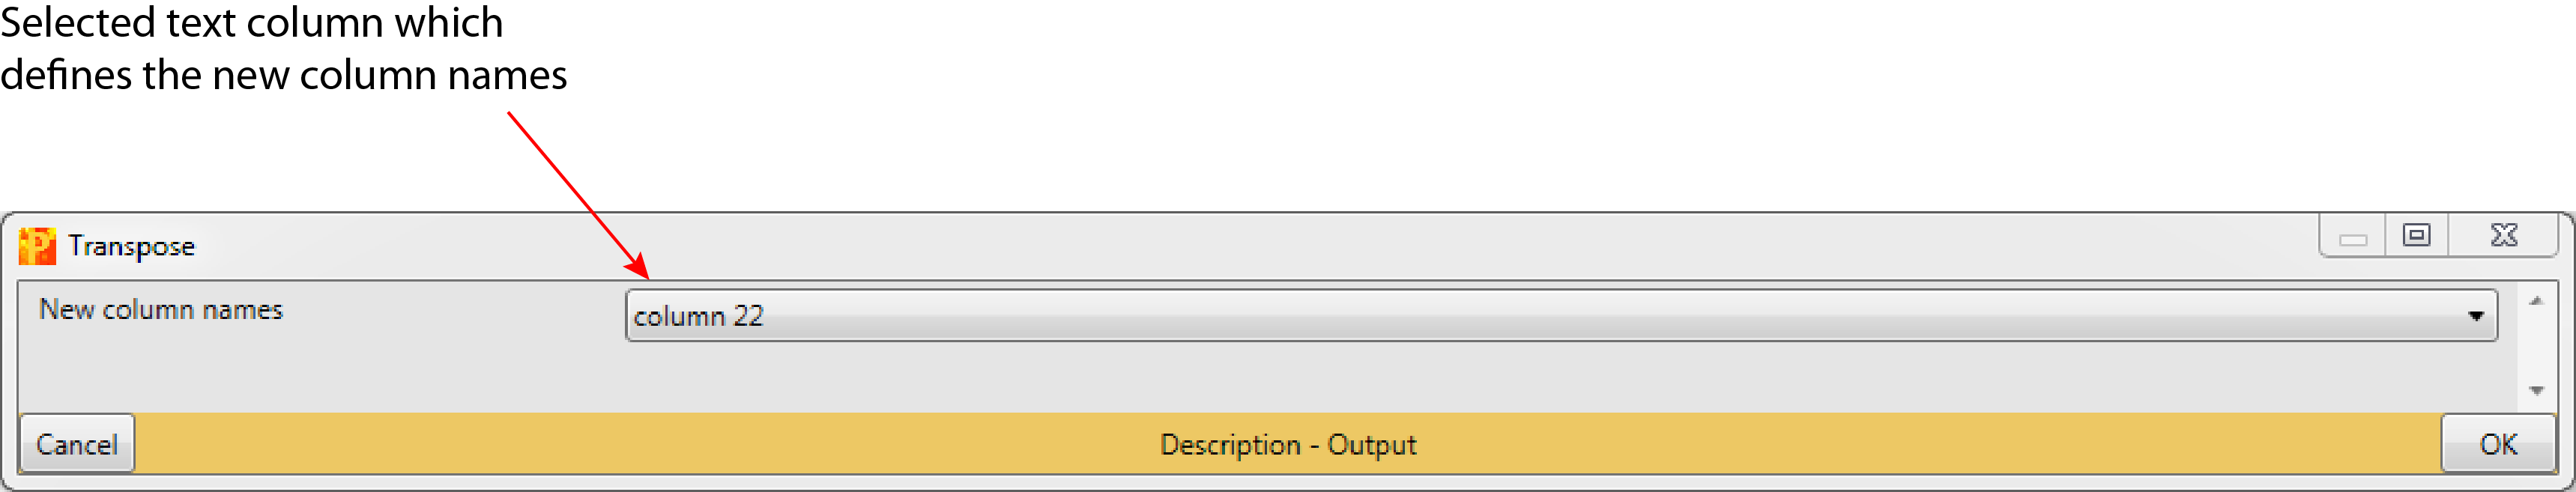 Selected text column which
defines the new column names
Transpose
New column names
column 22
Cancel
Description - Output
OK